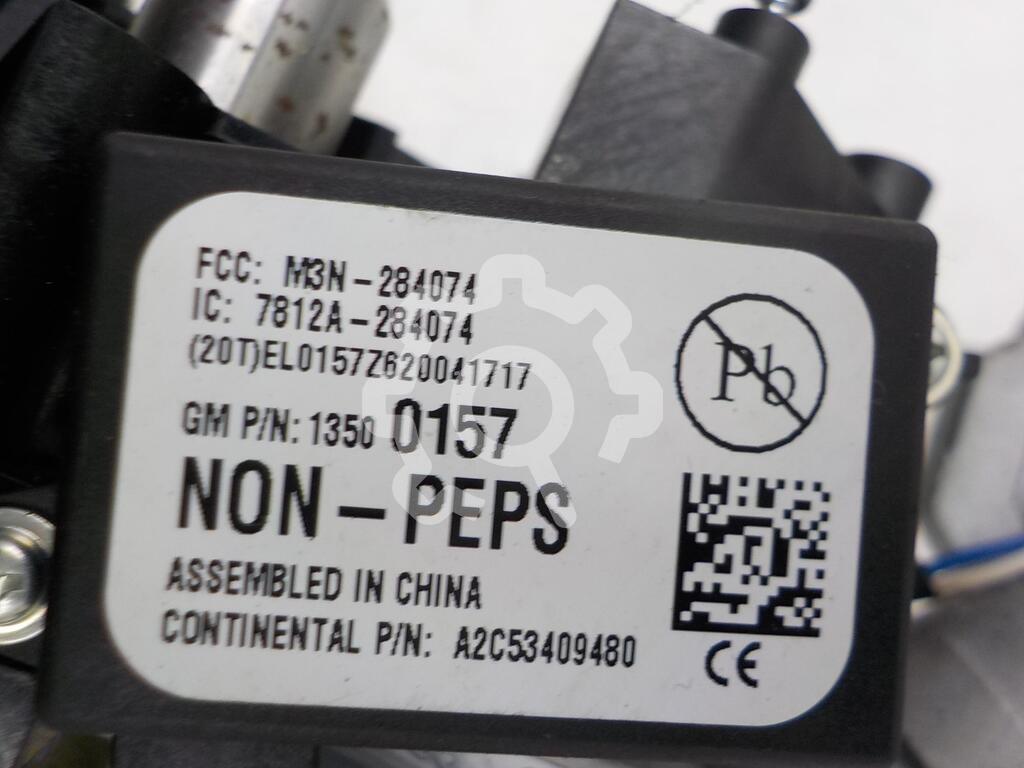 FCC: M3N-284074
IC: 7812A-284074
(20T)EL0157Z620041717
GM P/N: 1350 0157
NON-PEPS
ASSEMBLED IN CHINA
CONTINENTAL P/N: A2C53409480
Pb
CE